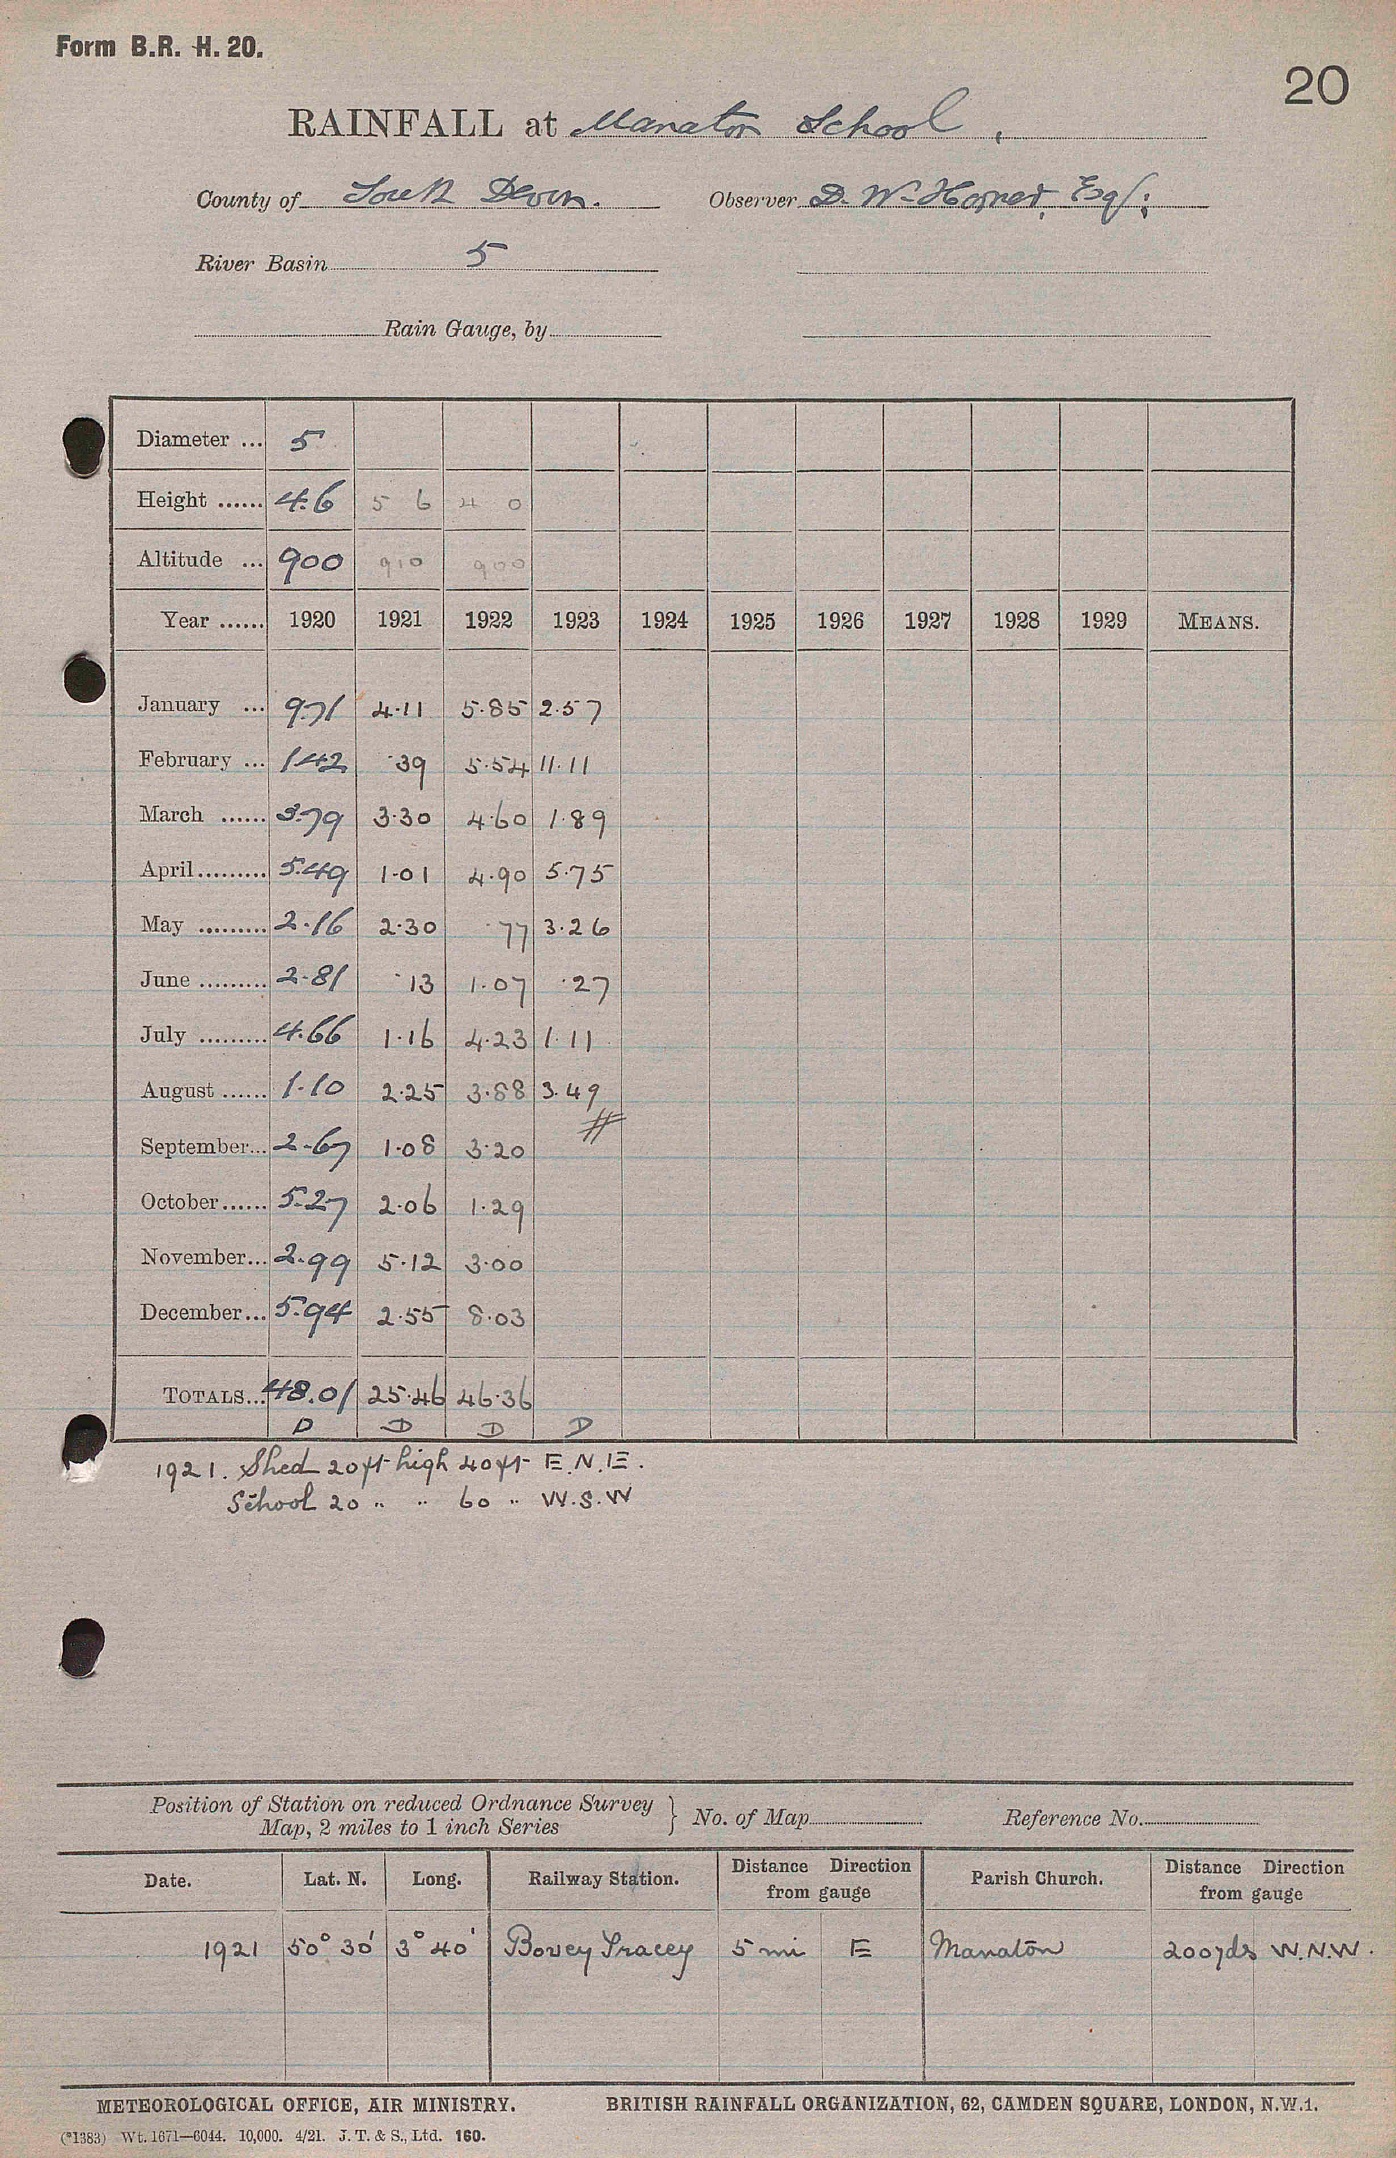 Form B.R. H. 20.
20
RAINFALL at Manaton School,
County of South Devon. Observer D. W. Horner, Esq;
River Basin 5
Rain Gauge, by
Diameter ... 5
Height ...... 4.6 5 6 4 0
Altitude ... 900 910 900
Year ...... 1920 1921 1922 1923 1924 1925 1926 1927 1928 1929 MEANS.
January ... 9.71 4.11 5.85 2.57
February ... 1.42 .39 5.54 11.11
March ...... 3.79 3.30 4.60 1.89
April......... 5.49 1.01 4.90 5.75
May ......... 2.16 2.30 .77 3.26
June ......... 2.81 .13 1.07 .27
July ......... 4.66 1.16 4.23 1.11
August ...... 1.10 2.25 3.88 3.49
September... 2.67 1.08 3.20
October...... 5.27 2.06 1.29
November... 2.99 5.12 3.00
December... 5.94 2.55 8.03
TOTALS... 48.01 25.46 46.36
D D D D
1921. Shed 20 ft high 40 ft E.N.E.
School 20 " " 60 " W.S.W
Position of Station on reduced Ordnance Survey
Map, 2 miles to 1 inch Series } No. of Map Reference No.
Date. Lat. N. Long. Railway Station. Distance Direction from gauge Parish Church. Distance Direction from gauge
1921 50° 30' 3° 40' Bovey Tracey 5 mi E Manaton 200 yds W.N.W.
METEOROLOGICAL OFFICE, AIR MINISTRY. BRITISH RAINFALL ORGANIZATION, 62, CAMDEN SQUARE, LONDON, N.W.1.
(*1383) Wt. 1671—6044. 10,000. 4/21. J. T. & S., Ltd. 160.